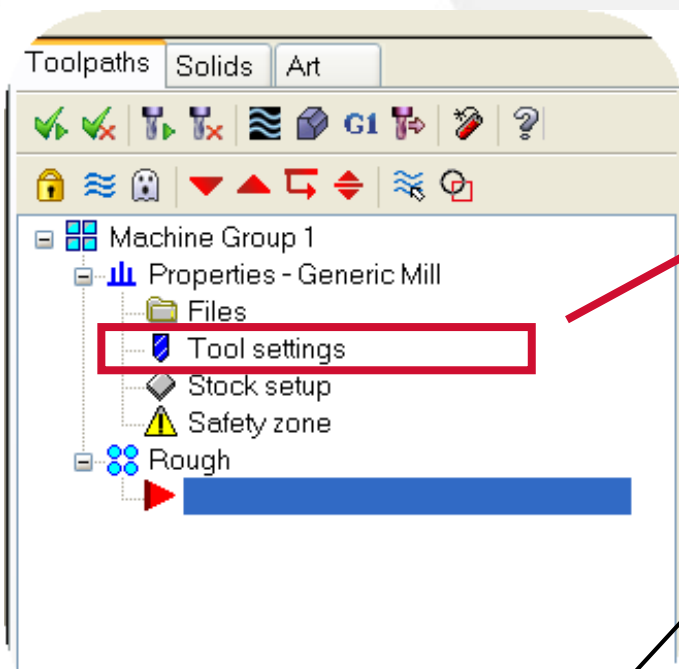 Toolpaths Solids Art
G1
Machine Group 1
Properties - Generic Mill
Files
Tool settings
Stock setup
Safety zone
Rough